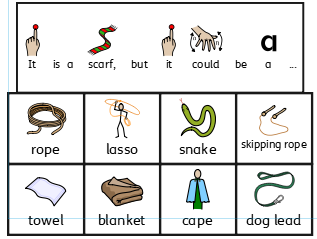 a
It is a scarf, but it could be a ...
rope lasso snake skipping rope
towel blanket cape dog lead